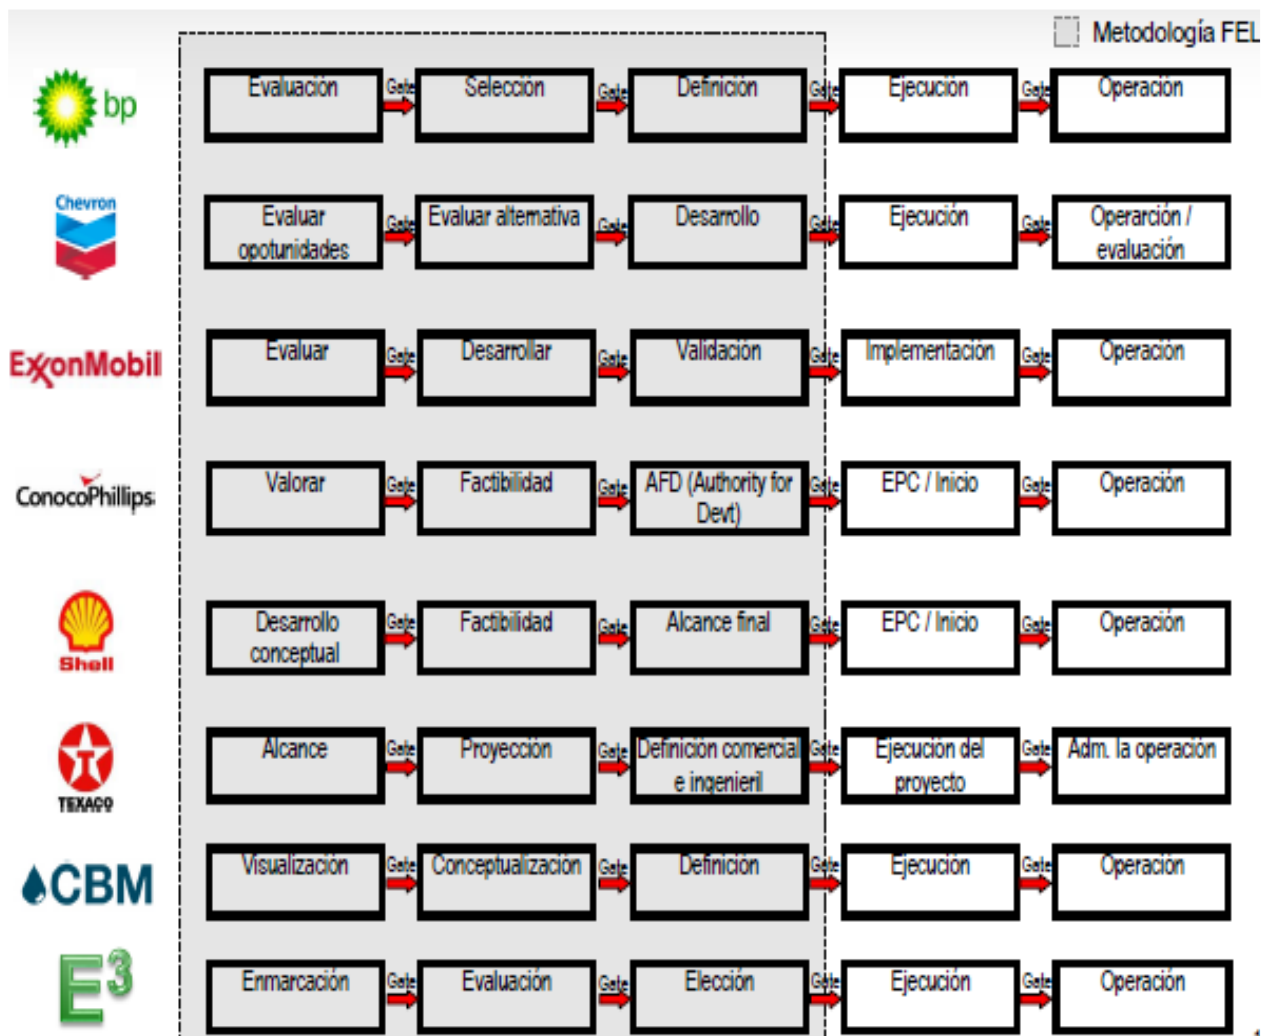 Metodología FEL
bp
Evaluación Gate Selección Gate Definición Gate Ejecución Gate Operación
Chevron
Evaluar Gate Evaluar alternativa Gate Desarrollo Gate Ejecución Gate Operarción /
opotunidades
evaluación
ExxonMobil
Evaluar Gate Desarrollar Gate Validación Gate Implementación Gate Operación
ConocoPhillips
Valorar Gate Factibilidad Gate AFD (Authority for Gate EPC / Inicio Gate Operación
Devt)
Shell
Desarrollo Gate Factibilidad Gate Alcance final Gate EPC / Inicio Gate Operación
conceptual
T
TEXACO
Alcance Gate Proyección Gate Definición comercial Gate Ejecución del Gate Adm. la operación
e ingenieril
proyecto
CBM
Visualización Gate Conceptualización Gate Definición Gate Ejecución Gate Operación
E³
Enmarcación Gate Evaluación Gate Elección Gate Ejecución Gate Operación